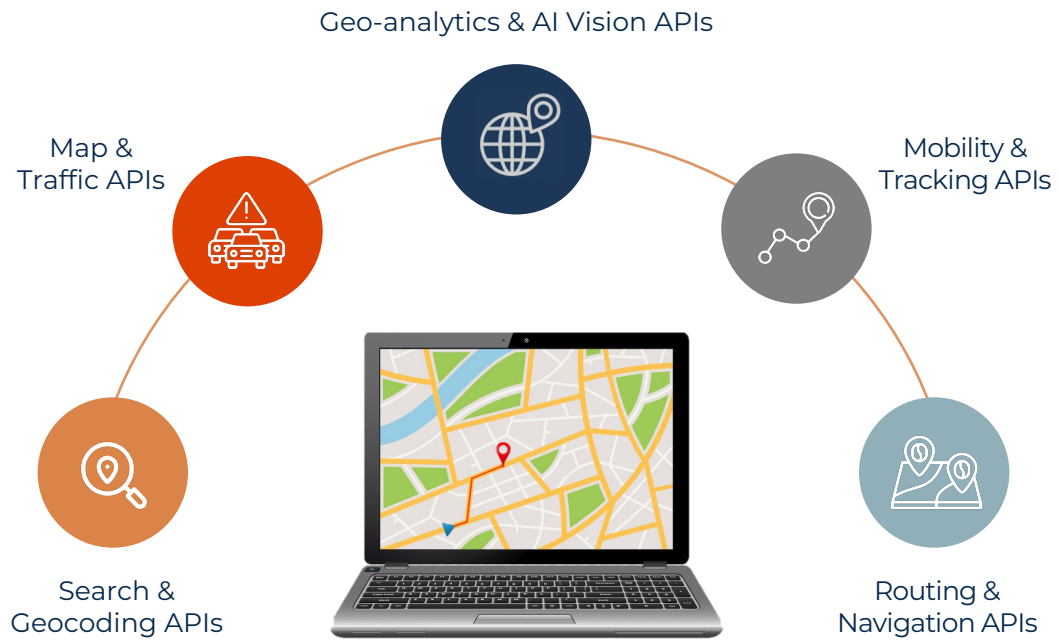 Geo-analytics & AI Vision APIs
Map &
Traffic APIs
Mobility &
Tracking APIs
Search &
Geocoding APIs
Routing &
Navigation APIs